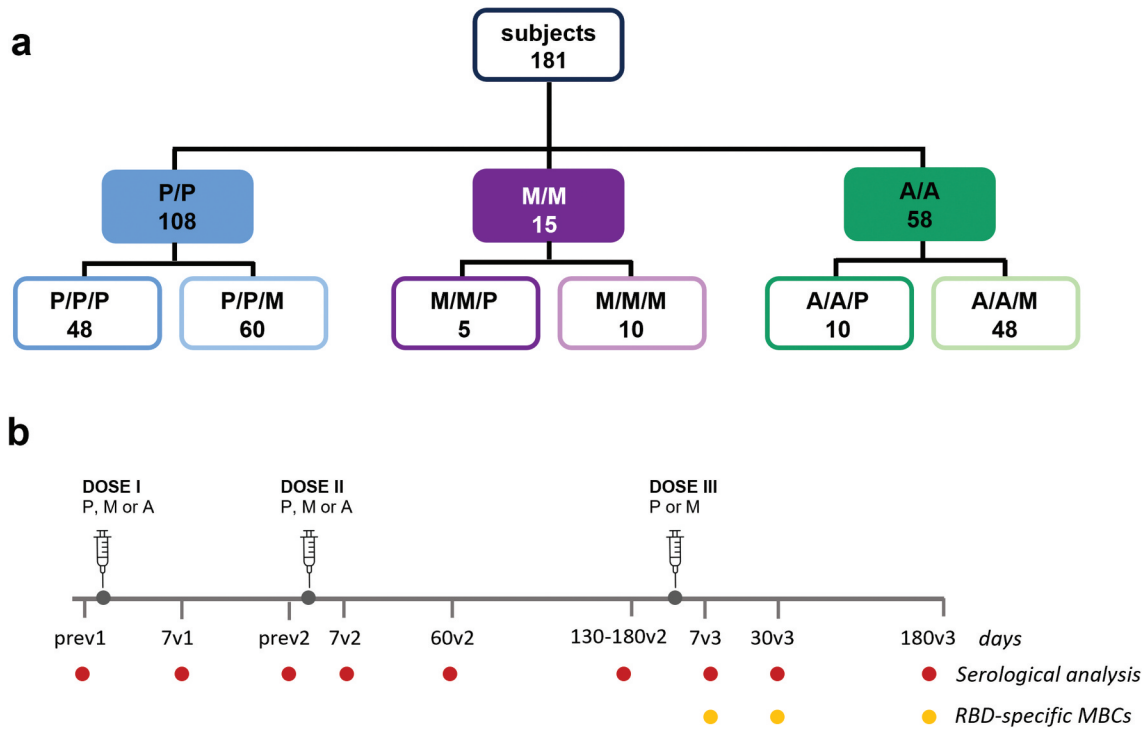 a
subjects
181
P/P
108
M/M
15
A/A
58
P/P/P
48
P/P/M
60
M/M/P
5
M/M/M
10
A/A/P
10
A/A/M
48
b
DOSE I
P, M or A
DOSE II
P, M or A
DOSE III
P or M
prev1 7v1 prev2 7v2 60v2 130-180v2 7v3 30v3 180v3 days
Serological analysis
RBD-specific MBCs